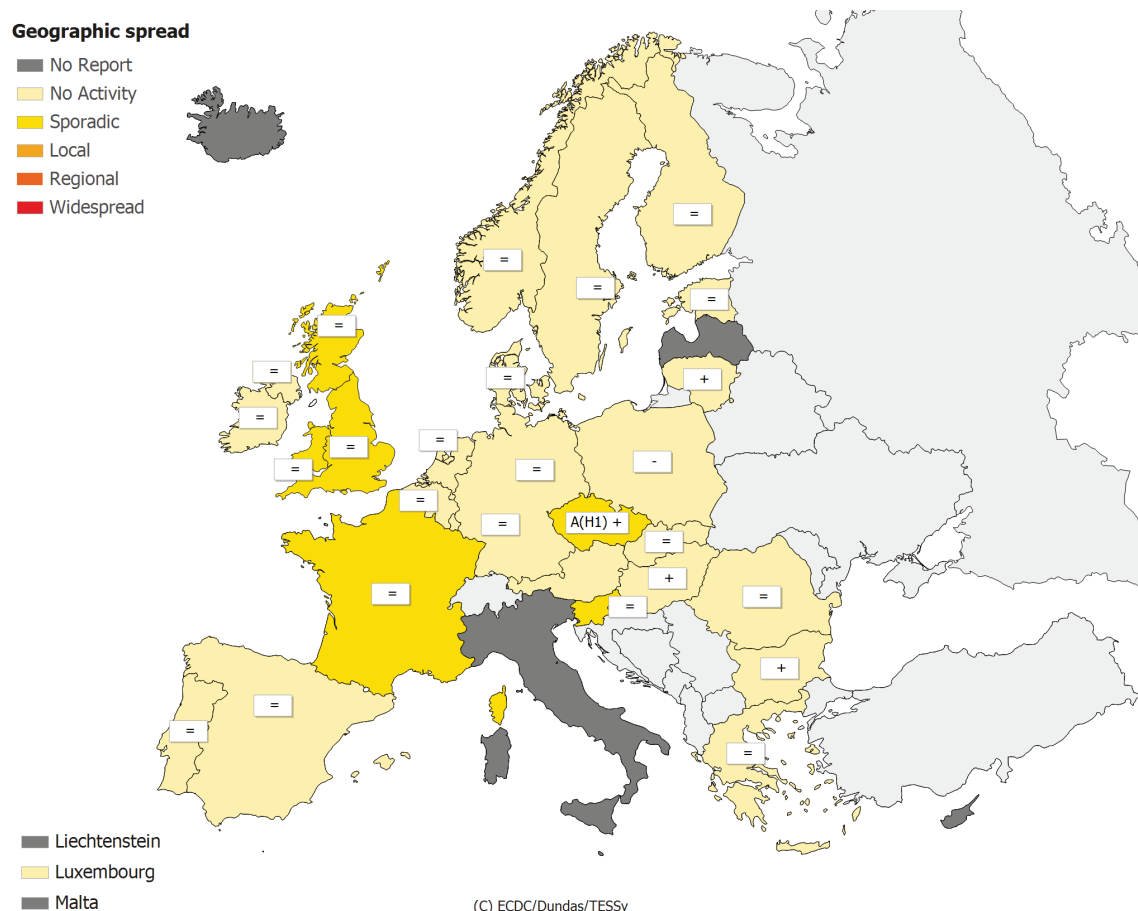 Geographic spread
No Report
No Activity
Sporadic
Local
Regional
Widespread
=
=
=
=
=
=
=
+
=
=
=
=
=
=
-
=
=
A(H1) +
=
+
=
=
=
+
=
=
=
Liechtenstein
Luxembourg
Malta
(C) ECDC/Dundas/TESSy